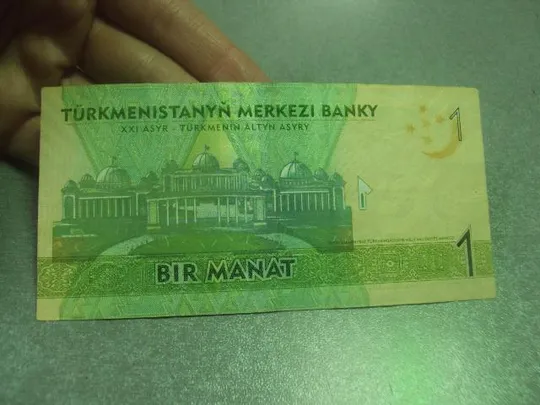 TÜRKMENISTANYŇ MERKEZI BANKY
XXI ASYR - TÜRKMENIŇ ALTYN ASYRY
1
BIR MANAT
1